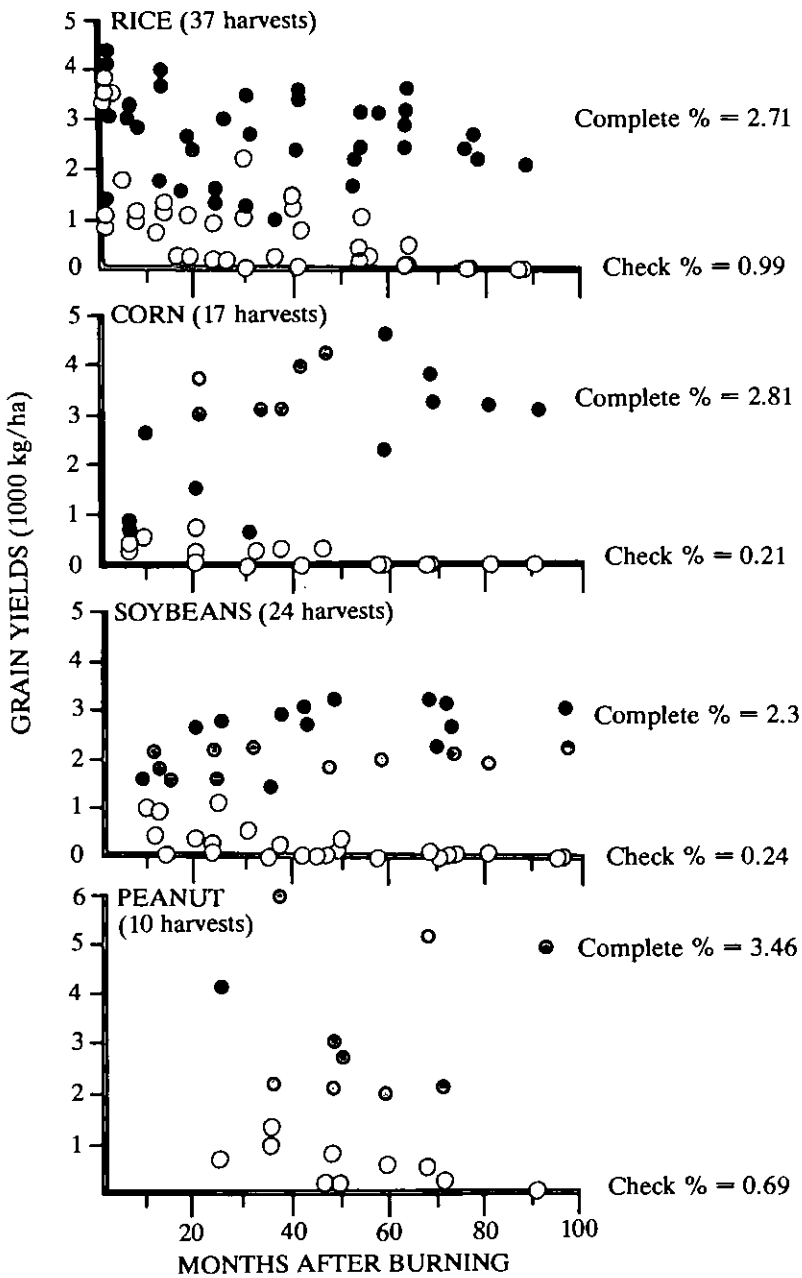 GRAIN YIELDS (1000 kg/ha)
RICE (37 harvests)
5
4
3
2
1
0
Complete % = 2.71
Check % = 0.99
CORN (17 harvests)
5
4
3
2
1
0
Complete % = 2.81
Check % = 0.21
SOYBEANS (24 harvests)
5
4
3
2
1
0
Complete % = 2.3
Check % = 0.24
PEANUT
(10 harvests)
6
5
4
3
2
1
Complete % = 3.46
Check % = 0.69
20 40 60 80 100
MONTHS AFTER BURNING